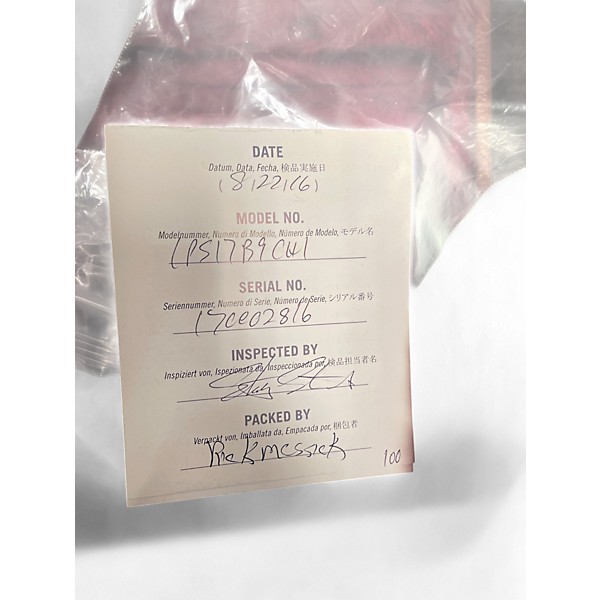 DATE
Datum, Data, Fecha, 検品実施日
8/22/16
MODEL NO.
Modelnummer, Numero di Modello, Número de Modelo, モデル名
LPS17B9CH1
SERIAL NO.
Seriennummer, Numero di Serie, Número de Serie, シリアル番号
170002816
INSPECTED BY
Inspiziert von, Ispezionata da, Inspeccionada por, 検品担当者名
PACKED BY
Verpackt von, Imballata da, Empacada por, 梱包者
100